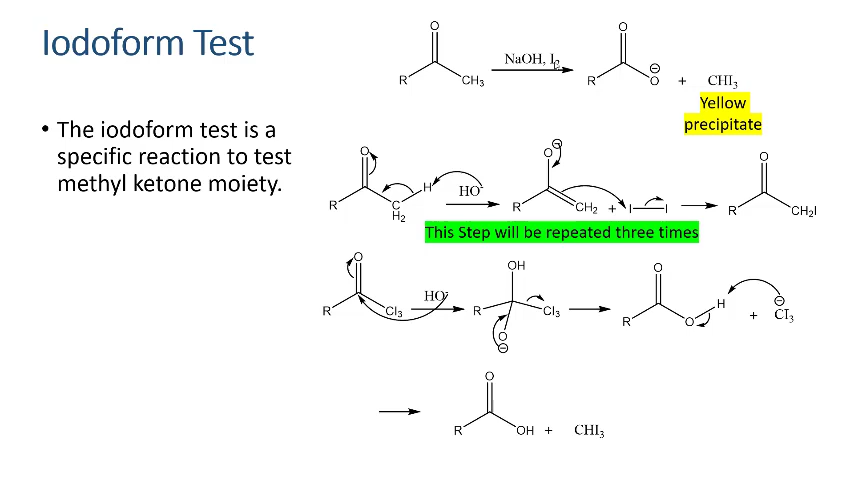 Iodoform Test
• The iodoform test is a
specific reaction to test
methyl ketone moiety.
O
R CH₃
NaOH, I₂
O
R O ⊖ + CHI₃
Yellow
precipitate
O
R C H₂ H
HO⁻
O ⊖
R CH₂ + I I
O
R CH₂I
This Step will be repeated three times
O
R CI₃
HO⁻
OH
R CI₃
O ⊖
O
R O H + ⊖ CI₃
O
R OH + CHI₃